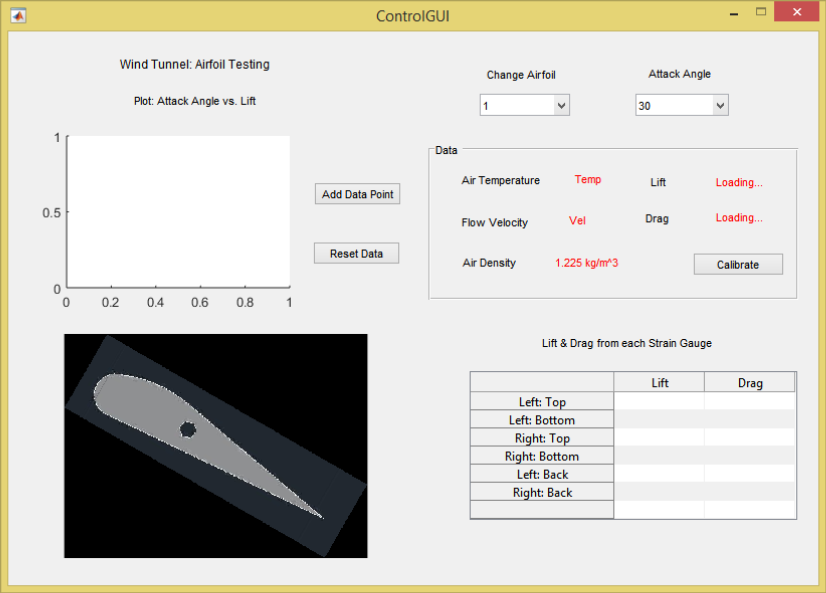 ControlGUI
Wind Tunnel: Airfoil Testing
Plot: Attack Angle vs. Lift
1
0.5
0
0 0.2 0.4 0.6 0.8 1
Add Data Point
Reset Data
Change Airfoil
1
Attack Angle
30
Data
Air Temperature Temp Lift Loading...
Flow Velocity Vel Drag Loading...
Air Density 1.225 kg/m^3 Calibrate
Lift & Drag from each Strain Gauge
Lift Drag
Left: Top
Left: Bottom
Right: Top
Right: Bottom
Left: Back
Right: Back